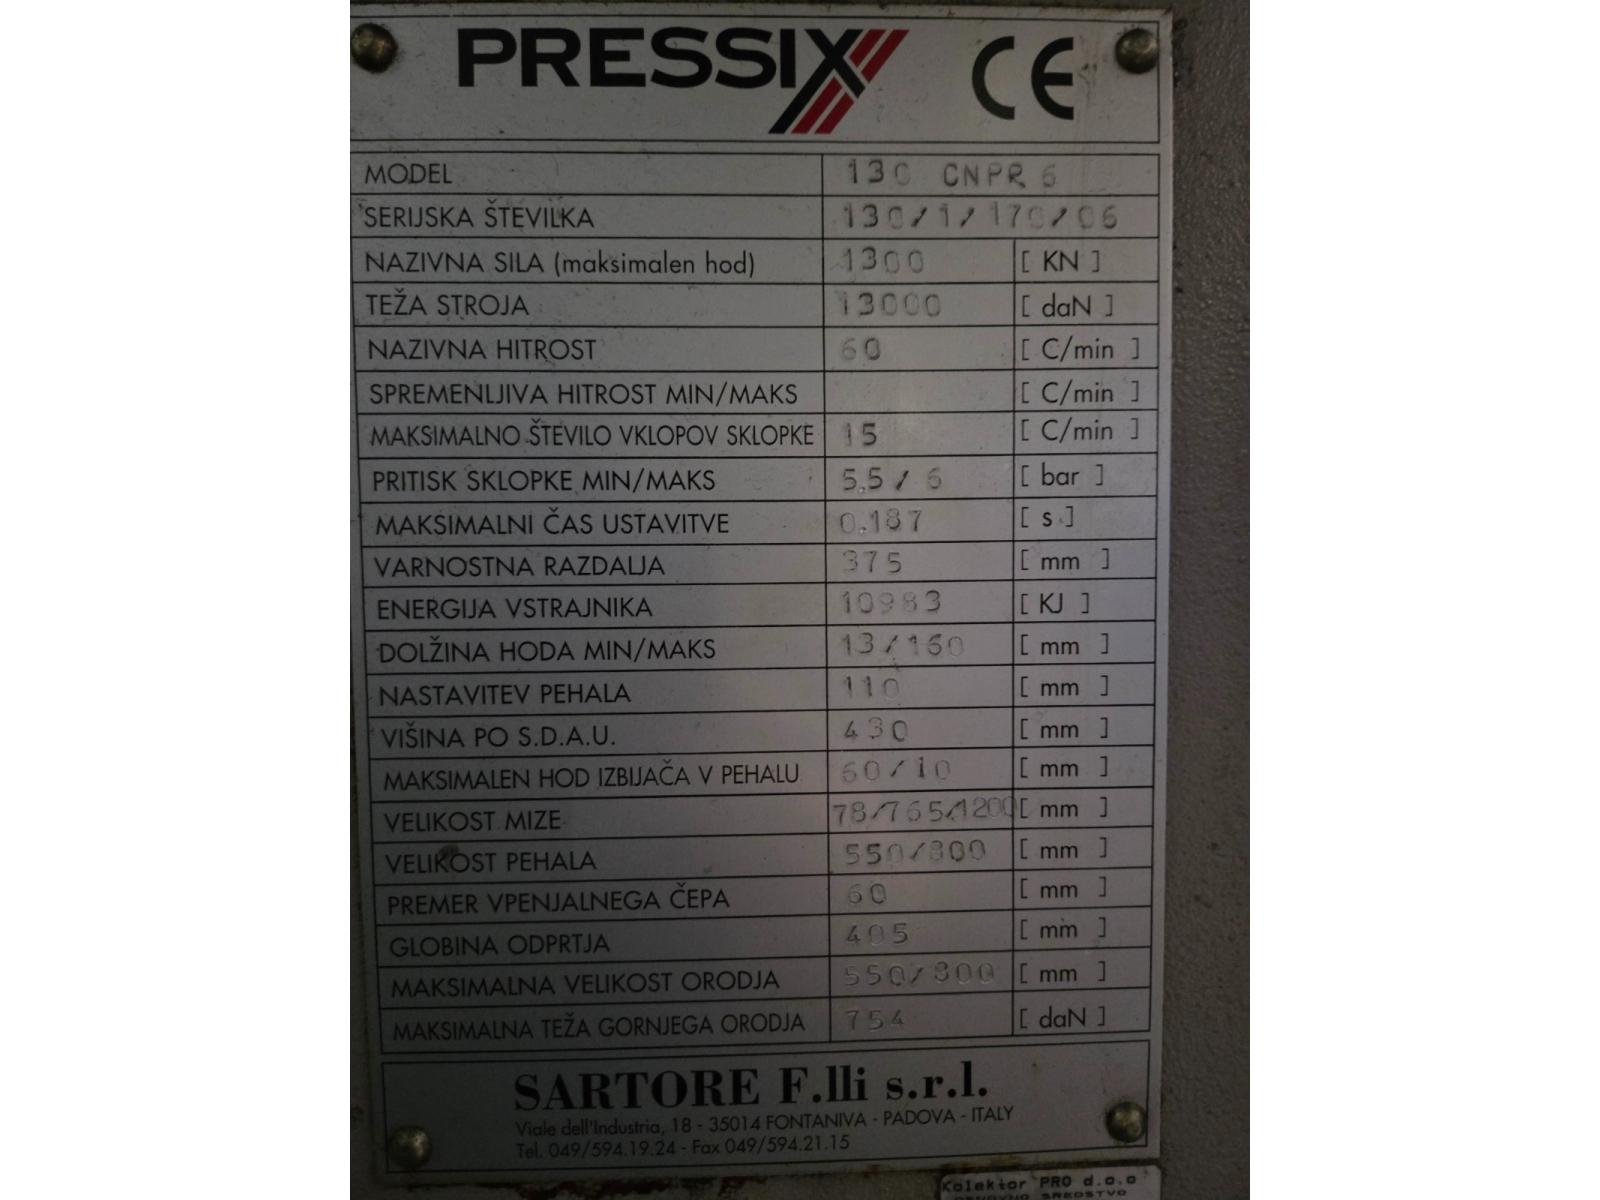 PRESSIX CE
MODEL 130 CNPR 6
SERIJSKA ŠTEVILKA 130/1/170/06
NAZIVNA SILA (maksimalen hod) 1300 [ KN ]
TEŽA STROJA 13000 [ daN ]
NAZIVNA HITROST 60 [ C/min ]
SPREMENLJIVA HITROST MIN/MAKS [ C/min ]
MAKSIMALNO ŠTEVILO VKLOPOV SKLOPKE 15 [ C/min ]
PRITISK SKLOPKE MIN/MAKS 5.5 / 6 [ bar ]
MAKSIMALNI ČAS USTAVITVE 0.187 [ s ]
VARNOSTNA RAZDALJA 375 [ mm ]
ENERGIJA VSTRAJNIKA 10983 [ KJ ]
DOLŽINA HODA MIN/MAKS 13/160 [ mm ]
NASTAVITEV PEHALA 110 [ mm ]
VIŠINA PO S.D.A.U. 430 [ mm ]
MAKSIMALEN HOD IZBIJAČA V PEHALU 60/10 [ mm ]
VELIKOST MIZE 78/765/1200 [ mm ]
VELIKOST PEHALA 550/800 [ mm ]
PREMER VPENJALNEGA ČEPA 60 [ mm ]
GLOBINA ODPRTJA 405 [ mm ]
MAKSIMALNA VELIKOST ORODJA 550/800 [ mm ]
MAKSIMALNA TEŽA GORNJEGA ORODJA 754 [ daN ]
SARTORE F.lli s.r.l.
Viale dell'Industria, 18 - 35014 FONTANIVA - PADOVA - ITALY
Tel. 049/594.19.24 - Fax 049/594.21.15
Kolektor PRO d.o.o
OSNOVNO SREDSTVO